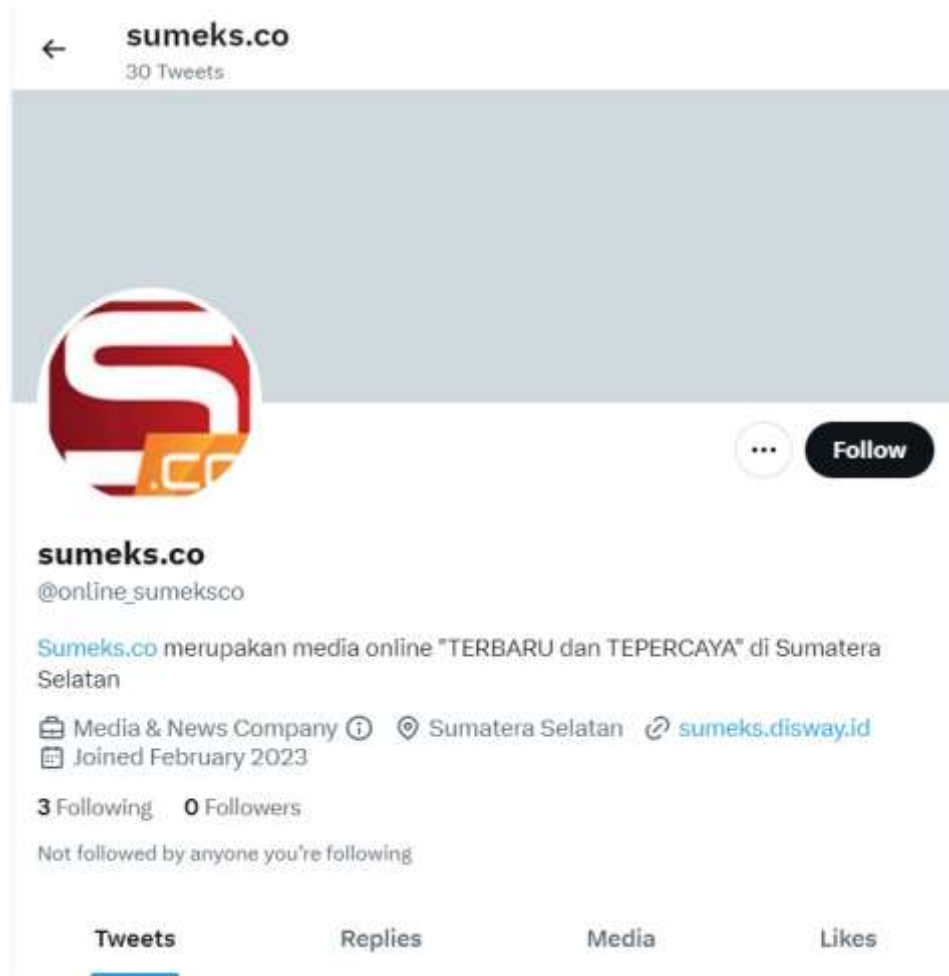 sumeks.co
30 Tweets
S
.CO
Follow
sumeks.co
@online_sumeksco
Sumeks.co merupakan media online "TERBARU dan TEPERCAYA" di Sumatera
Selatan
Media & News Company Sumatera Selatan sumeks.disway.id
Joined February 2023
3 Following 0 Followers
Not followed by anyone you're following
Tweets Replies Media Likes